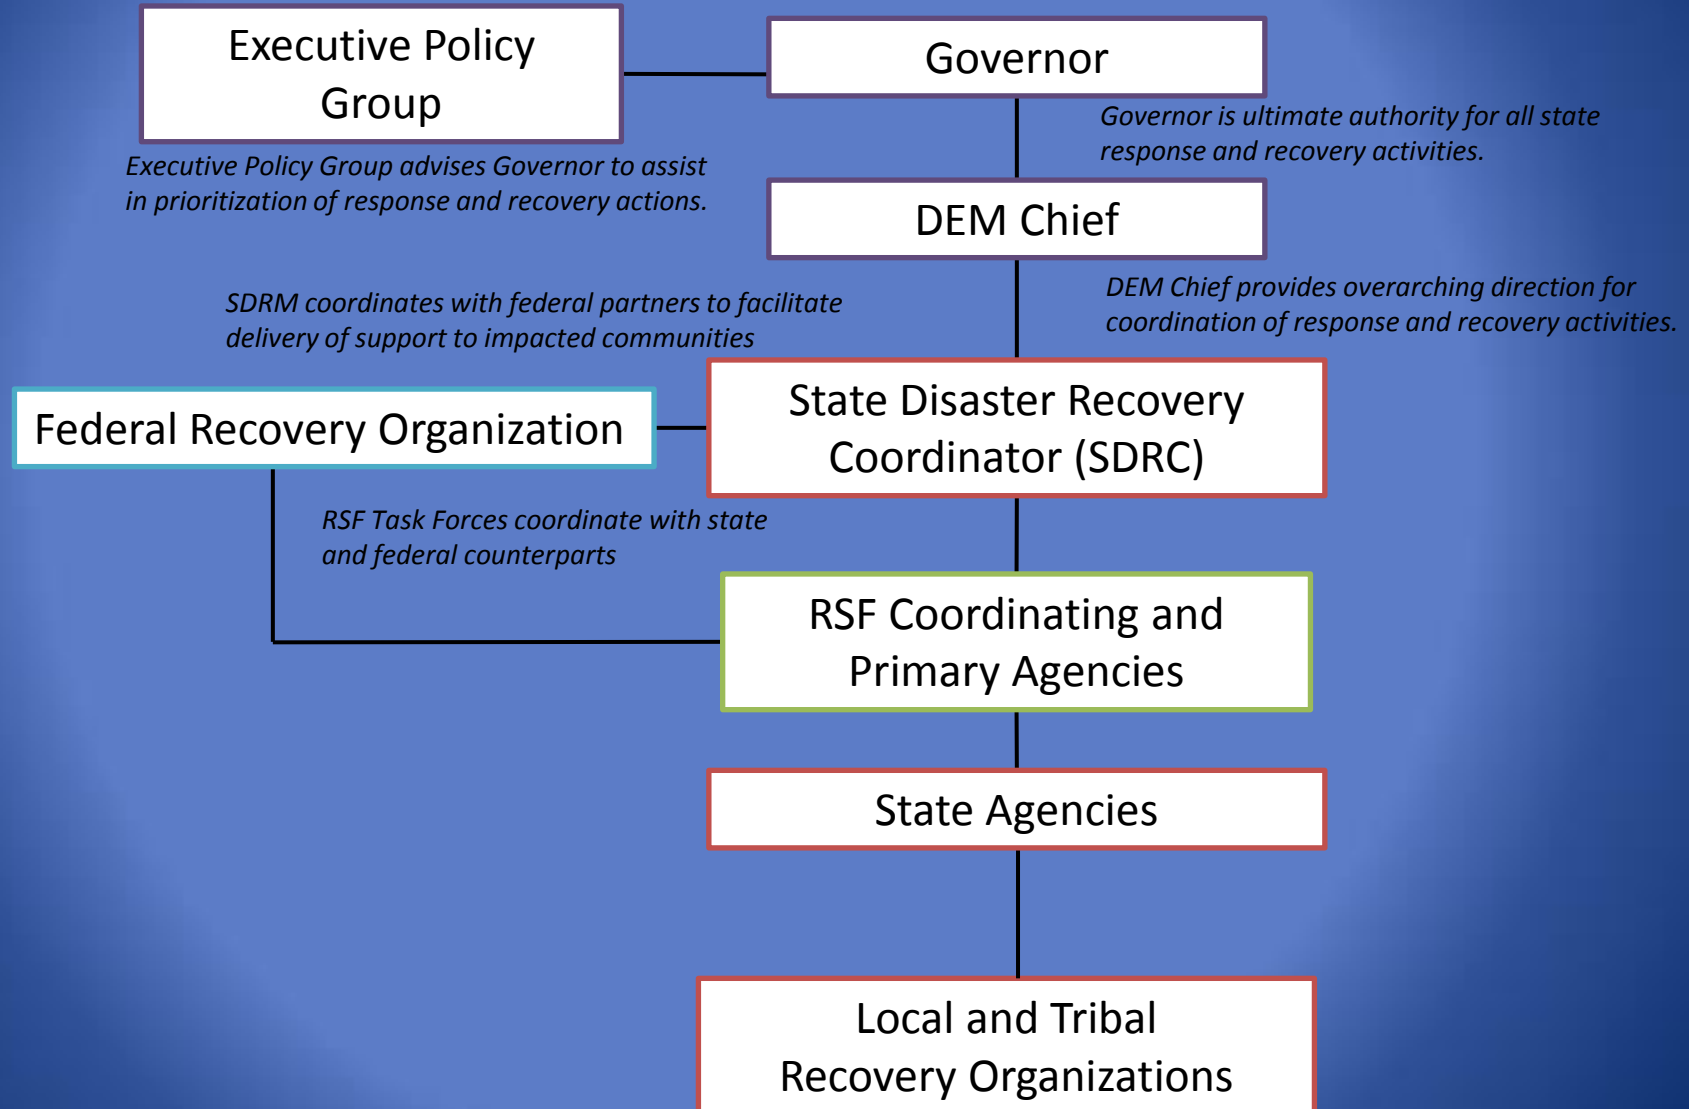 Executive Policy
Group
Governor
Governor is ultimate authority for all state
response and recovery activities.
Executive Policy Group advises Governor to assist
in prioritization of response and recovery actions.
DEM Chief
DEM Chief provides overarching direction for
coordination of response and recovery activities.
SDRM coordinates with federal partners to facilitate
delivery of support to impacted communities
Federal Recovery Organization
State Disaster Recovery
Coordinator (SDRC)
RSF Task Forces coordinate with state
and federal counterparts
RSF Coordinating and
Primary Agencies
State Agencies
Local and Tribal
Recovery Organizations